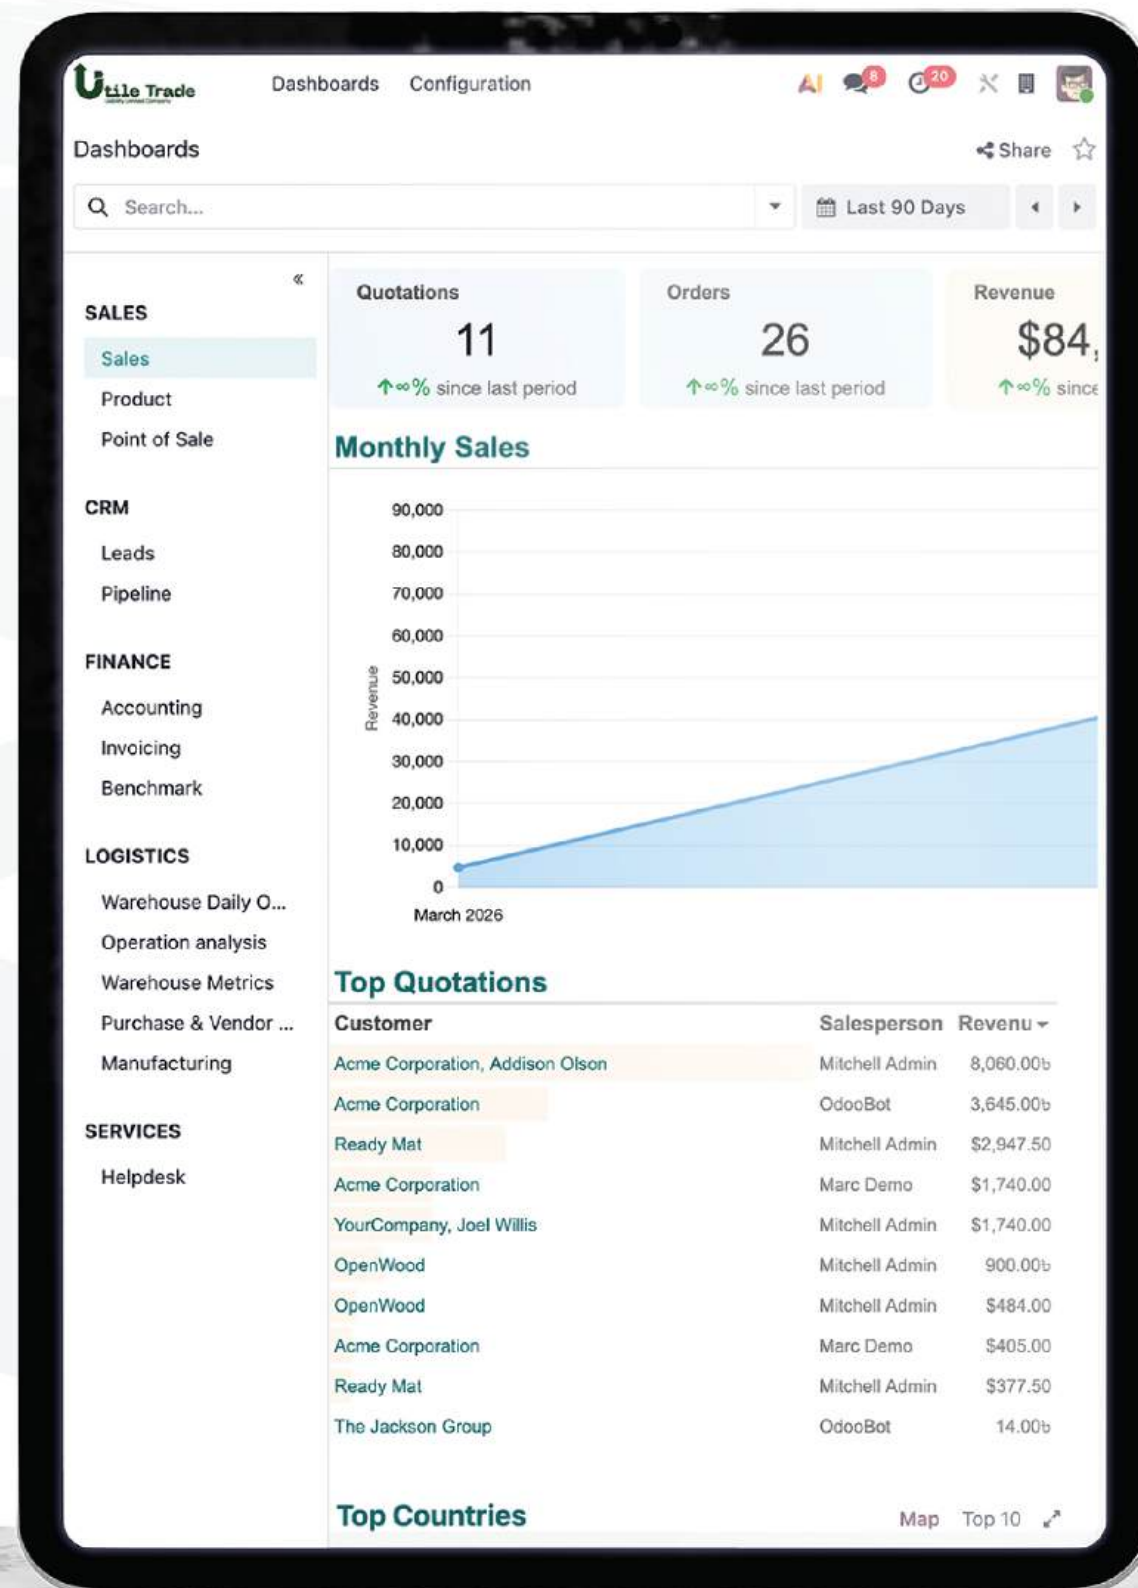 Utile Trade
Dashboards Configuration
AI 8 20
Dashboards
Share
Search...
Last 90 Days
SALES
Sales
Product
Point of Sale
CRM
Leads
Pipeline
FINANCE
Accounting
Invoicing
Benchmark
LOGISTICS
Warehouse Daily O...
Operation analysis
Warehouse Metrics
Purchase & Vendor ...
Manufacturing
SERVICES
Helpdesk
Quotations
11
↑∞% since last period
Orders
26
↑∞% since last period
Revenue
$84,
↑∞% since
Monthly Sales
Revenue
90,000
80,000
70,000
60,000
50,000
40,000
30,000
20,000
10,000
0
March 2026
Top Quotations
Customer Salesperson Revenu
Acme Corporation, Addison Olson Mitchell Admin 8,060.00৳
Acme Corporation OdooBot 3,645.00৳
Ready Mat Mitchell Admin $2,947.50
Acme Corporation Marc Demo $1,740.00
YourCompany, Joel Willis Mitchell Admin $1,740.00
OpenWood Mitchell Admin 900.00৳
OpenWood Mitchell Admin $484.00
Acme Corporation Marc Demo $405.00
Ready Mat Mitchell Admin $377.50
The Jackson Group OdooBot 14.00৳
Top Countries Map Top 10